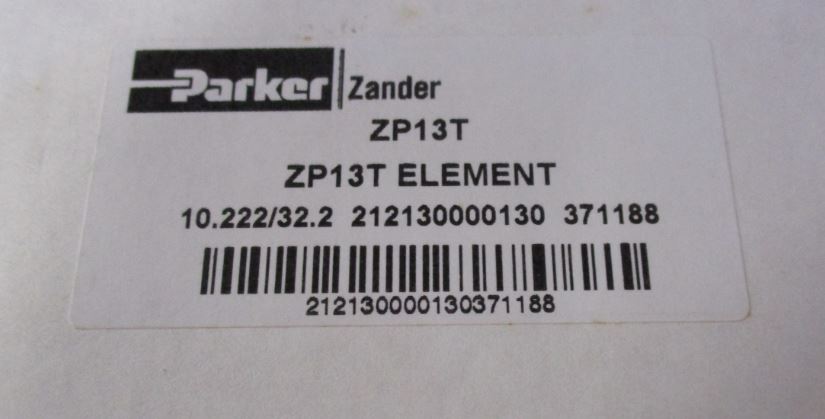 Parker Zander
ZP13T
ZP13T ELEMENT
10.222/32.2 212130000130 371188
212130000130371188